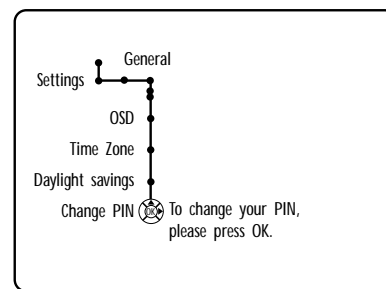 General
Settings
OSD
Time Zone
Daylight savings
Change PIN OK To change your PIN,
please press OK.